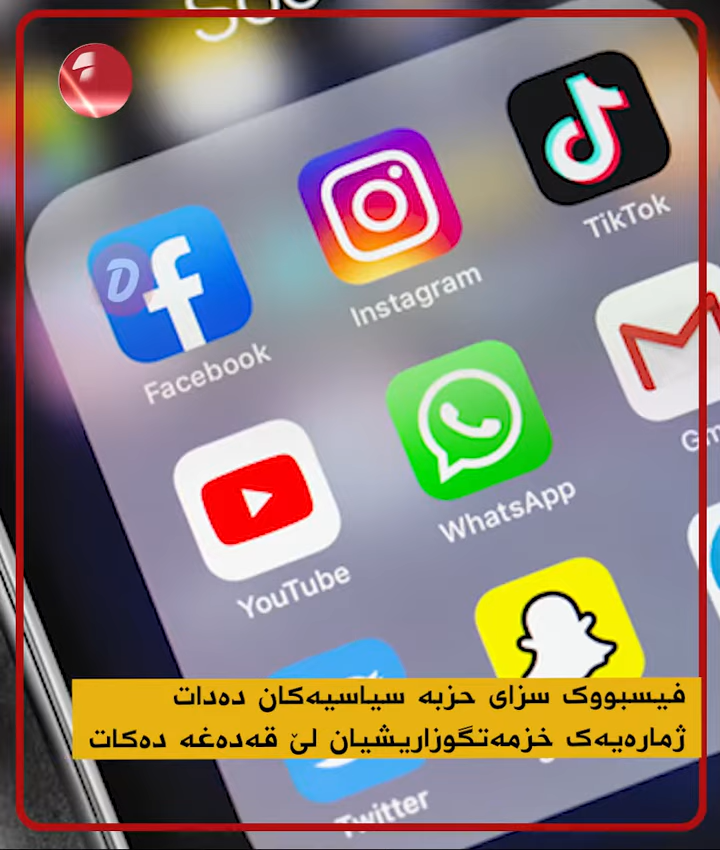 TikTok
Instagram
Facebook
WhatsApp
YouTube
Twitter
فیسبووک سزای حزبە سیاسیەکان دەدات
ژمارەیەک خزمەتگوزاریشیان لێ قەدەغە دەکات